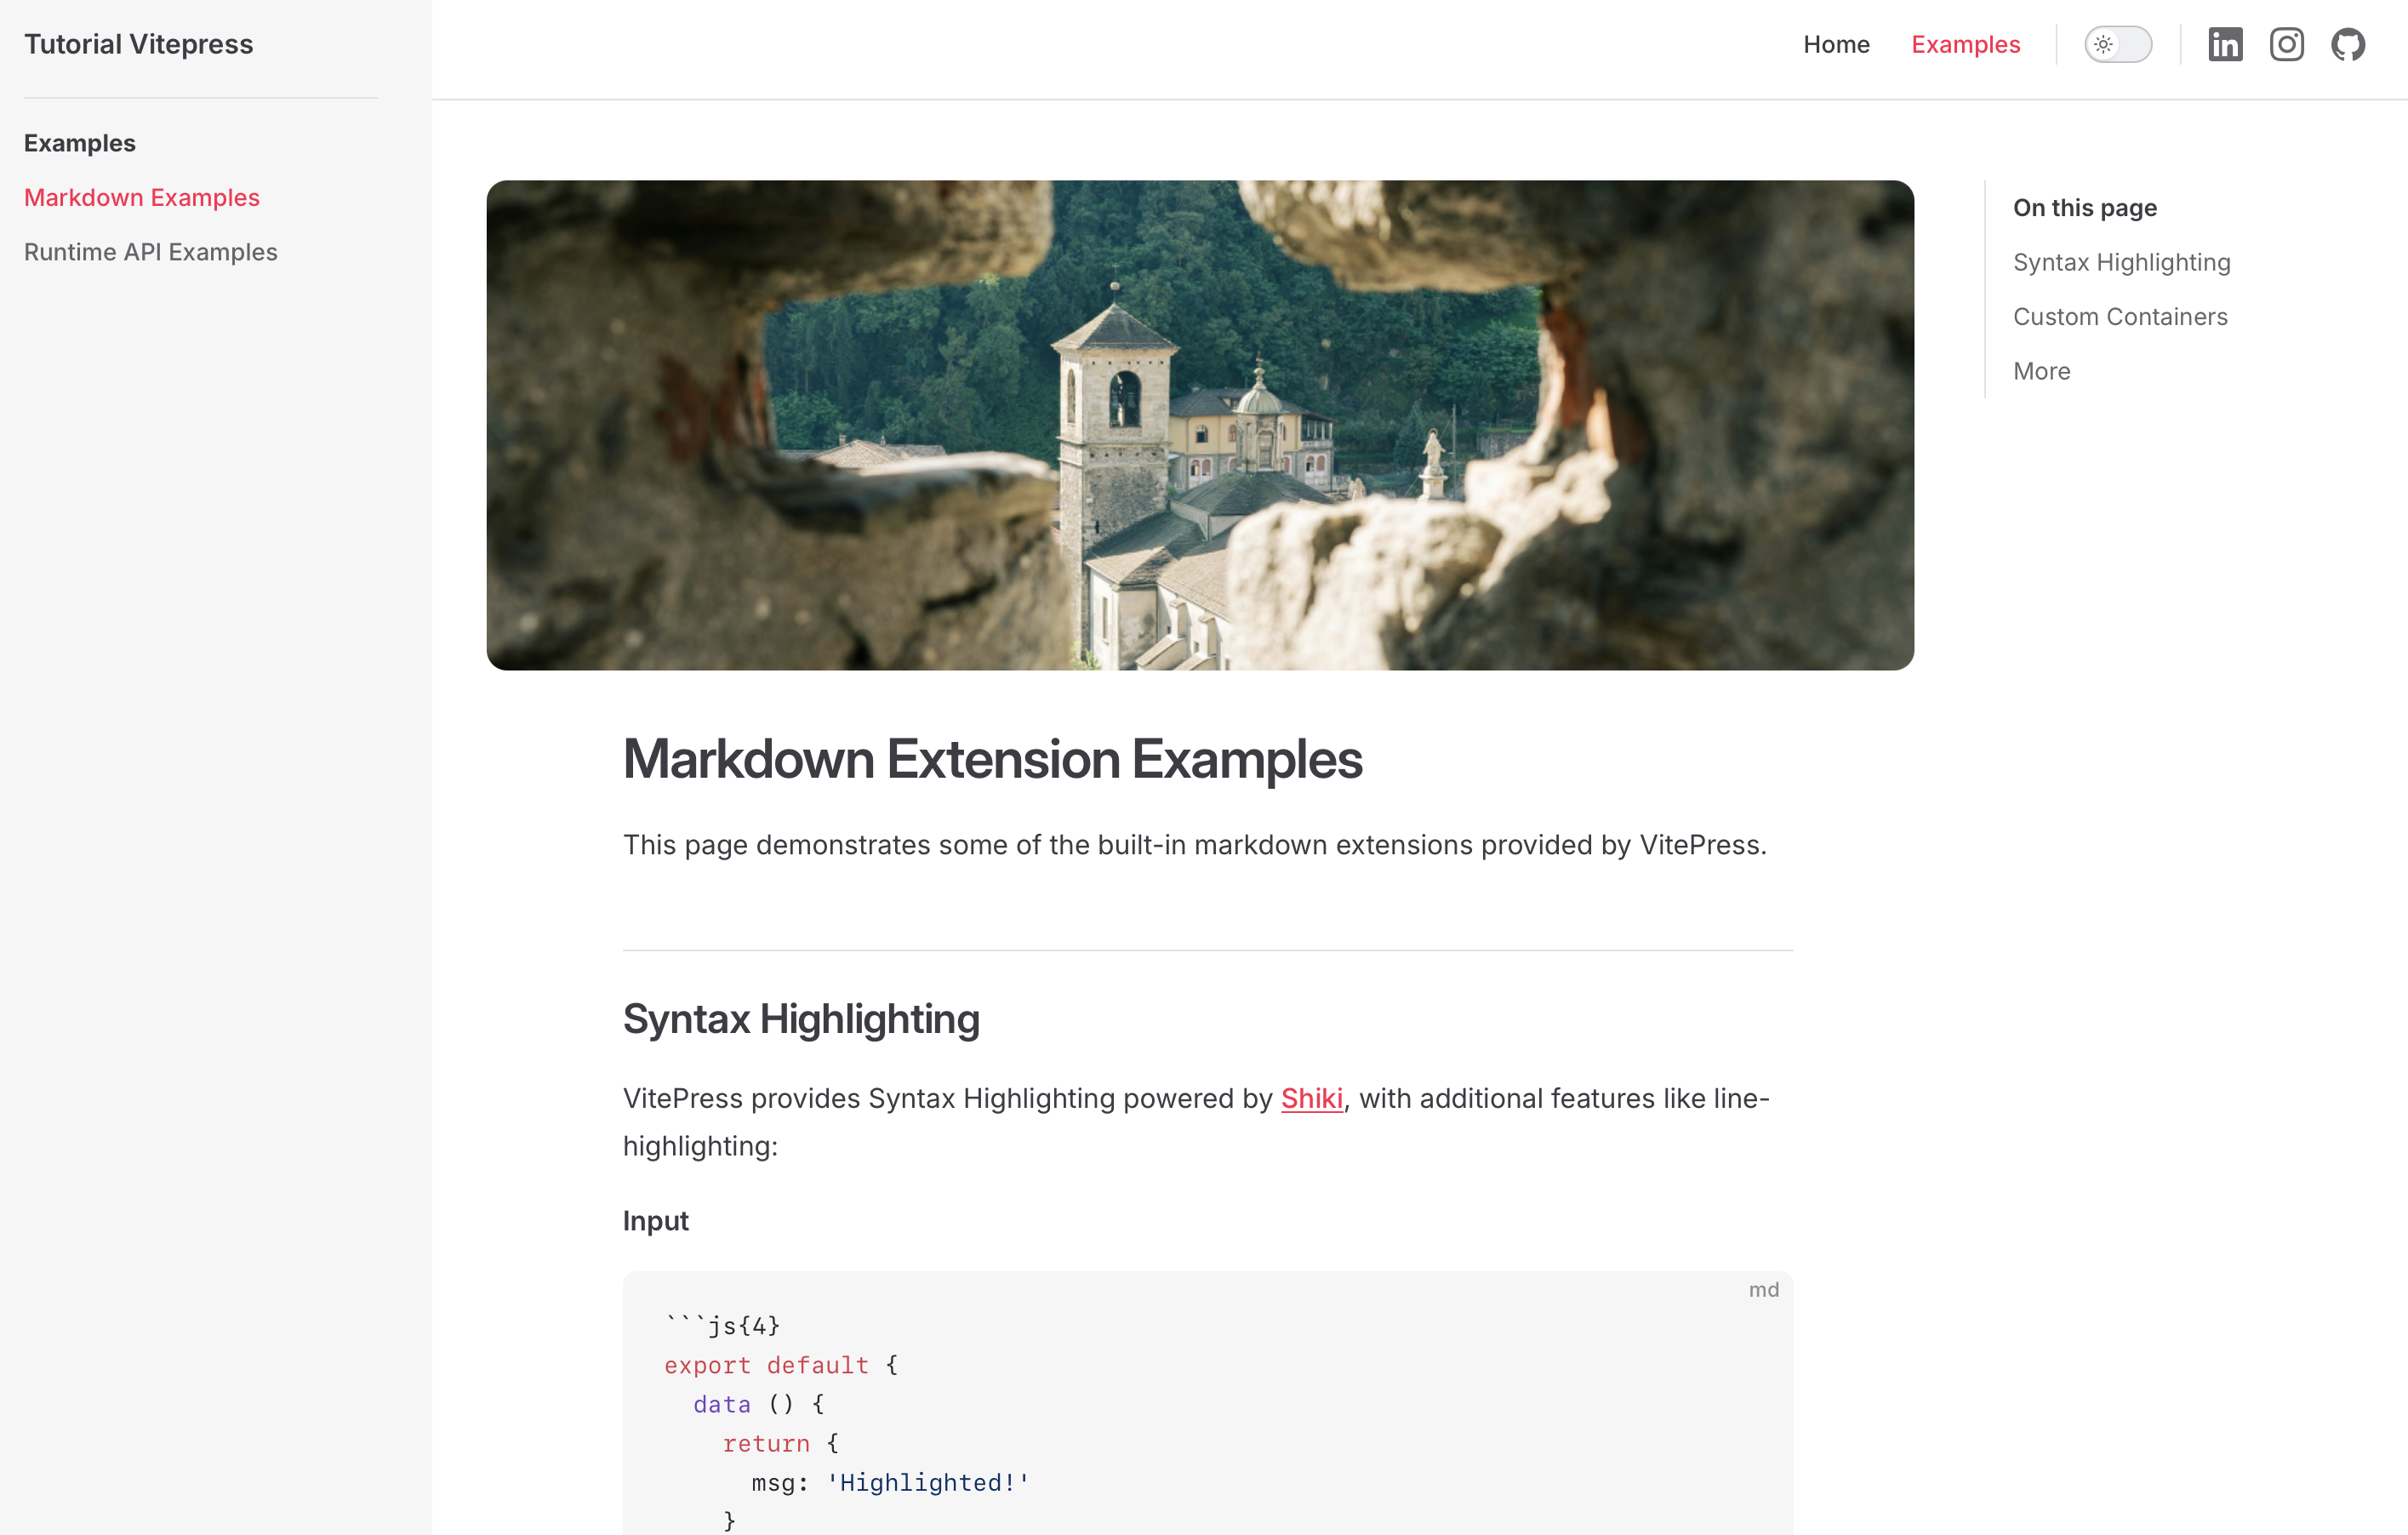 Tutorial Vitepress
Home
Examples
Examples
Markdown Examples
Runtime API Examples
On this page
Syntax Highlighting
Custom Containers
More
Markdown Extension Examples
This page demonstrates some of the built-in markdown extensions provided by VitePress.
Syntax Highlighting
VitePress provides Syntax Highlighting powered by Shiki, with additional features like line-
highlighting:
Input
md
```js{4}
export default {
  data () {
    return {
      msg: 'Highlighted!'
    }